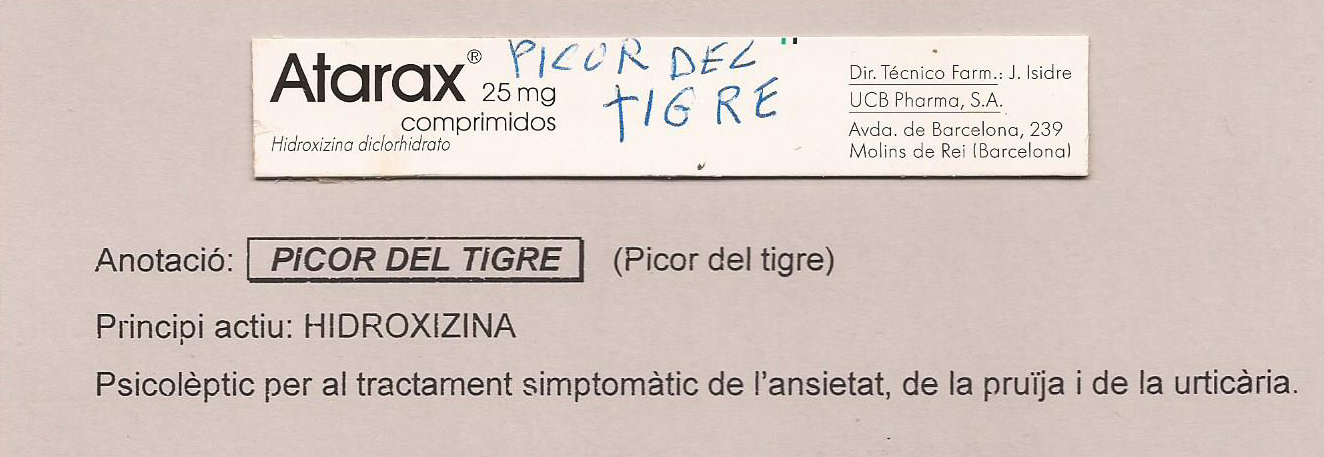 Atarax® 25 mg
comprimidos
Hidroxizina diclorhidrato
PICOR DEL
TIGRE
Dir. Técnico Farm.: J. Isidre
UCB Pharma, S.A.
Avda. de Barcelona, 239
Molins de Rei (Barcelona)
Anotació: PiCOR DEL TiGRE (Picor del tigre)
Principi actiu: HIDROXIZINA
Psicolèptic per al tractament simptomàtic de l'ansietat, de la pruïja i de la urticària.